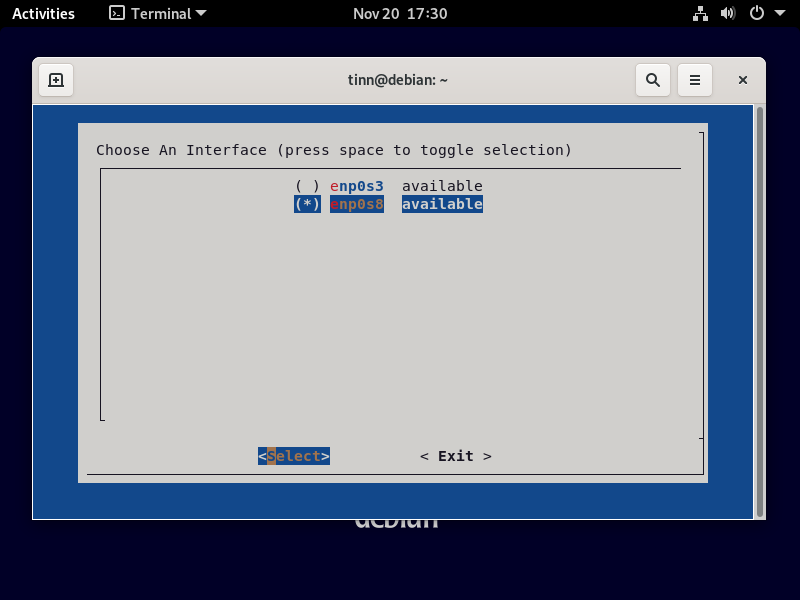 Activities Terminal Nov 20 17:30
tinn@debian: ~
Choose An Interface (press space to toggle selection)
( ) enp0s3 available
(*) enp0s8 available
<Select> < Exit >
debian